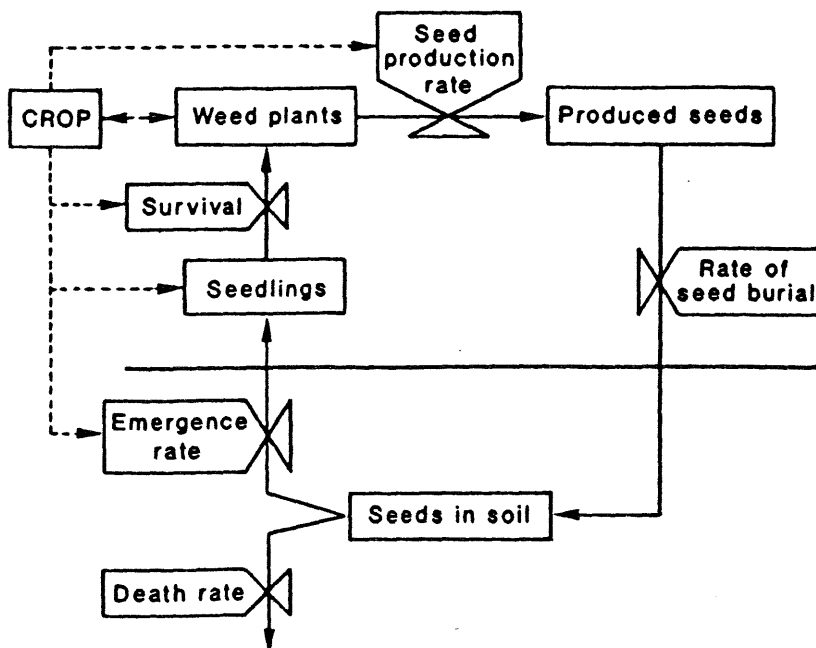 Seed
production
rate
CROP
Weed plants
Produced seeds
Survival
Seedlings
Rate of
seed burial
Emergence
rate
Seeds in soil
Death rate